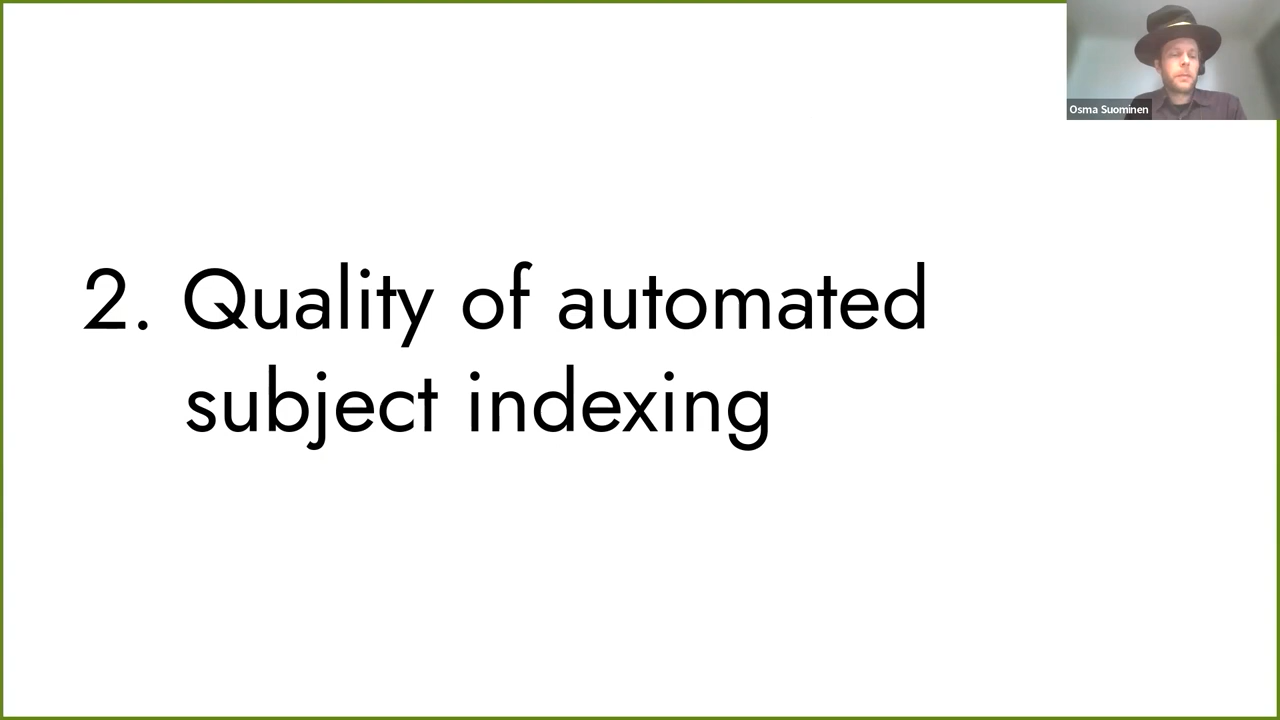 2. Quality of automated
subject indexing
Osma Suominen